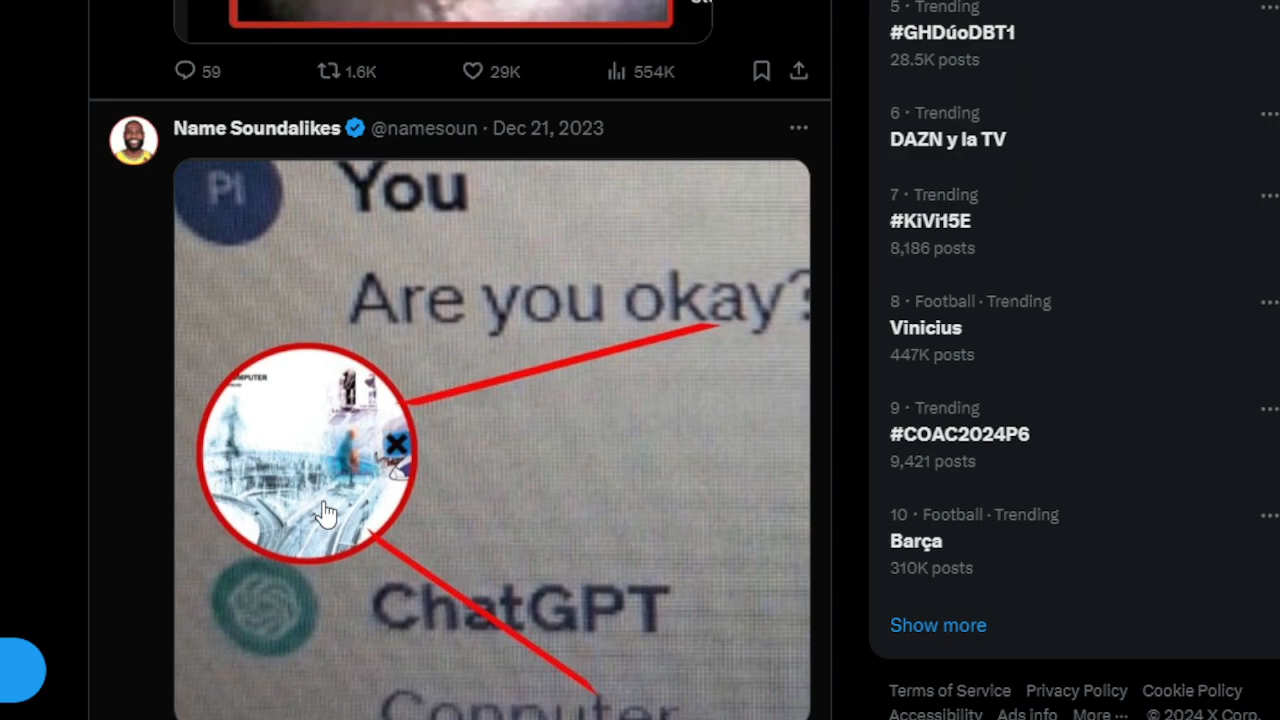 59 1.6K 29K 554K
Name Soundalikes @namesoun · Dec 21, 2023
PI
You
Are you okay?
ChatGPT
Computer
5 · Trending
#GHDúoDBT1
28.5K posts
6 · Trending
DAZN y la TV
7 · Trending
#KiVi15E
8,186 posts
8 · Football · Trending
Vinicius
447K posts
9 · Trending
#COAC2024P6
9,421 posts
10 · Football · Trending
Barça
310K posts
Show more
Terms of Service Privacy Policy Cookie Policy
Accessibility Ads info More ··· © 2024 X Corp.